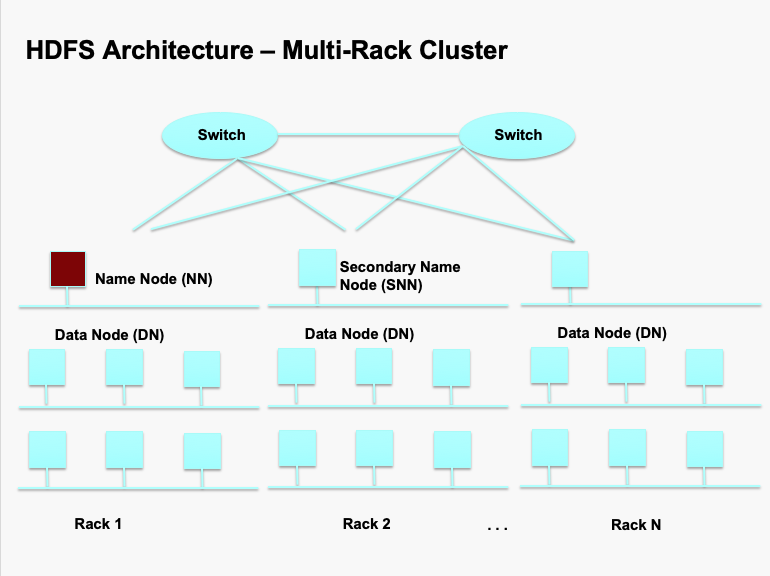 HDFS Architecture – Multi-Rack Cluster
Switch
Switch
Name Node (NN)
Secondary Name
Node (SNN)
Data Node (DN)
Data Node (DN)
Data Node (DN)
Rack 1
Rack 2
. . .
Rack N